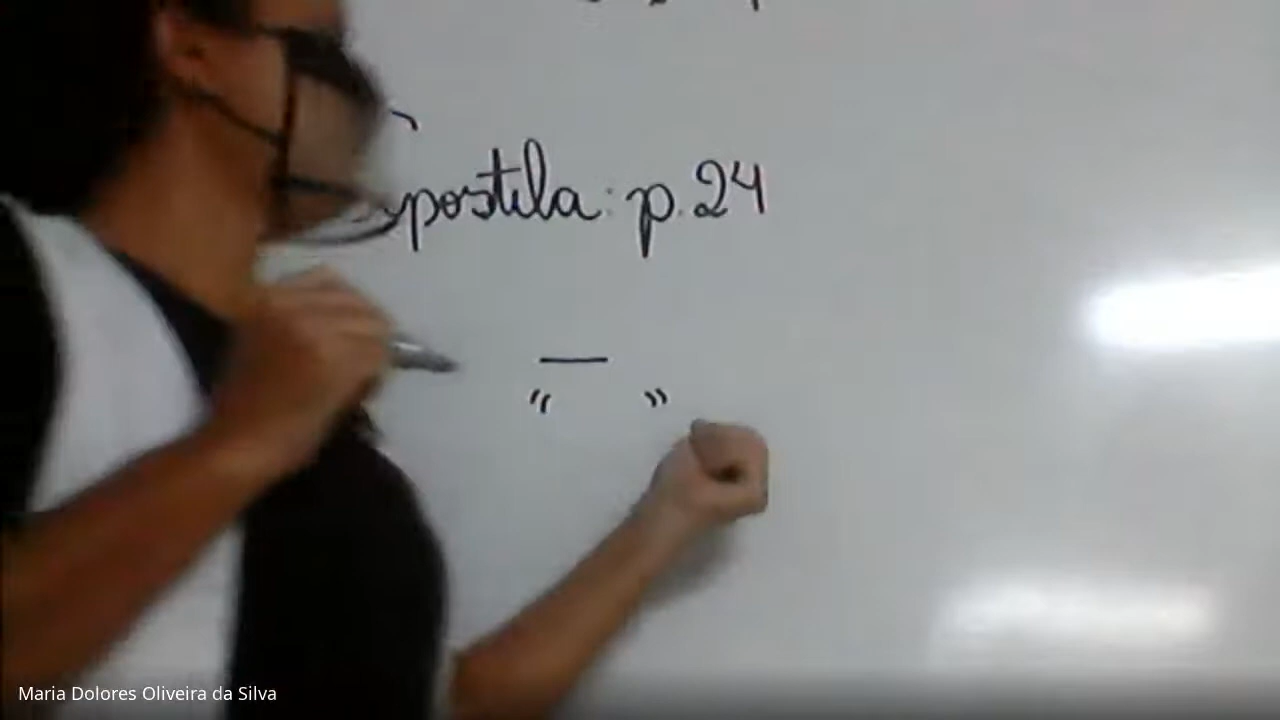 postila: p.24
—
“ ”
Maria Dolores Oliveira da Silva